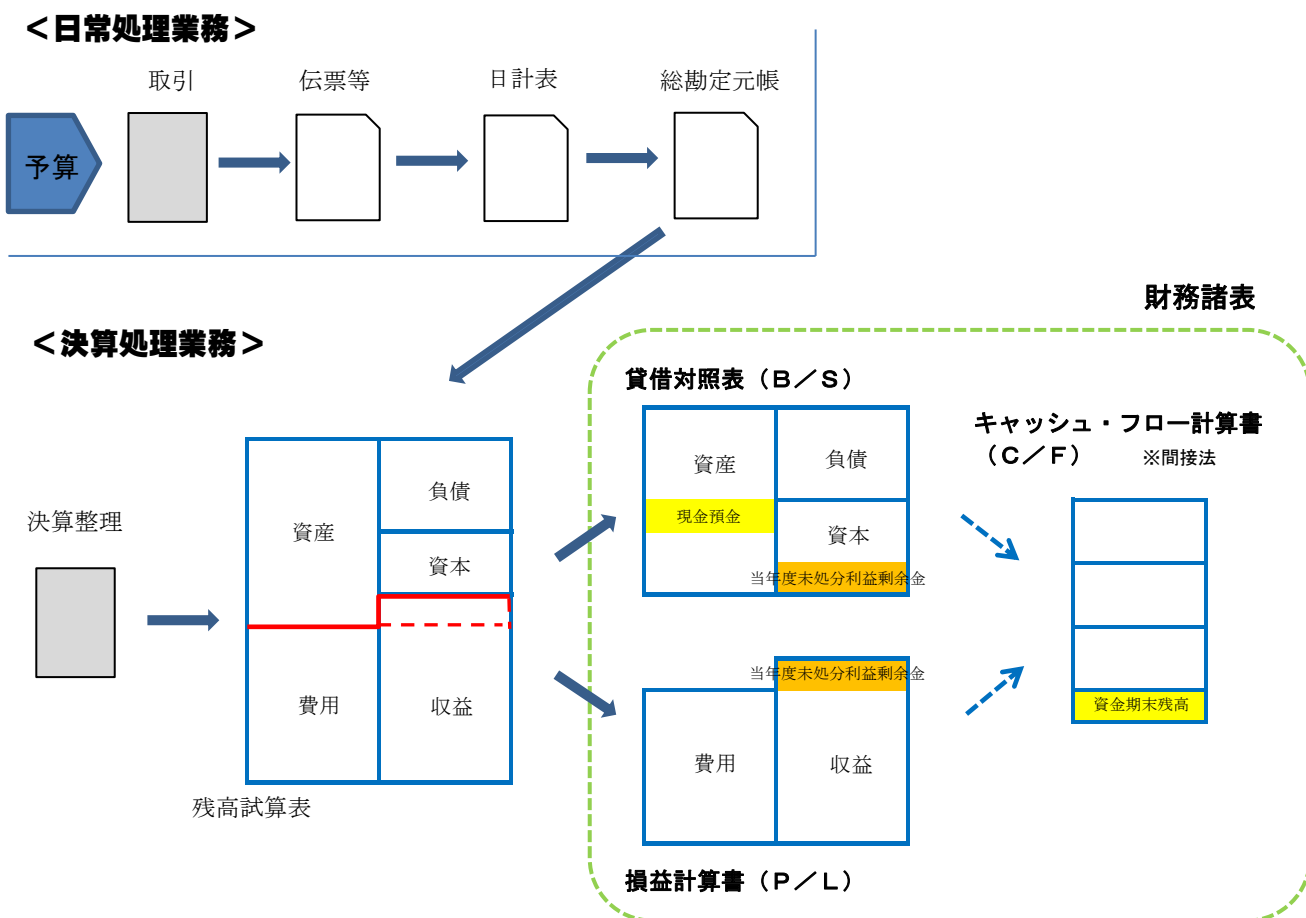 ＜日常処理業務＞
取引
伝票等
日計表
総勘定元帳
予算
財務諸表
＜決算処理業務＞
貸借対照表（Ｂ／Ｓ）
キャッシュ・フロー計算書
（Ｃ／Ｆ）
※間接法
資産
負債
現金預金
資本
当年度未処分利益剰余金
決算整理
資産
負債
資本
費用
収益
残高試算表
当年度未処分利益剰余金
費用
収益
資金期末残高
損益計算書（Ｐ／Ｌ）